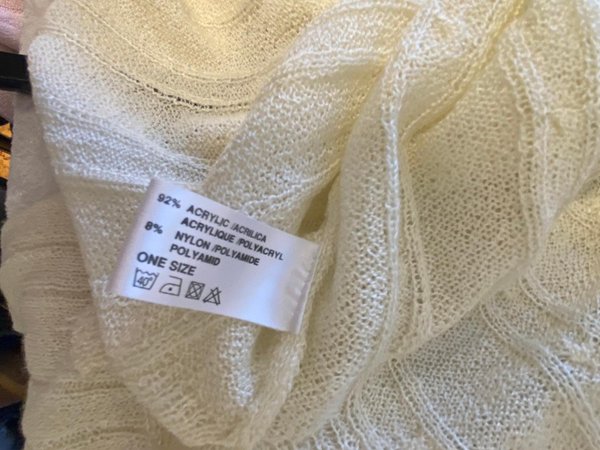 92% ACRYLIC/ACRILICA
ACRYLIQUE/POLYACRYL
8% NYLON/POLYAMIDE
POLYAMID
ONE SIZE
40°